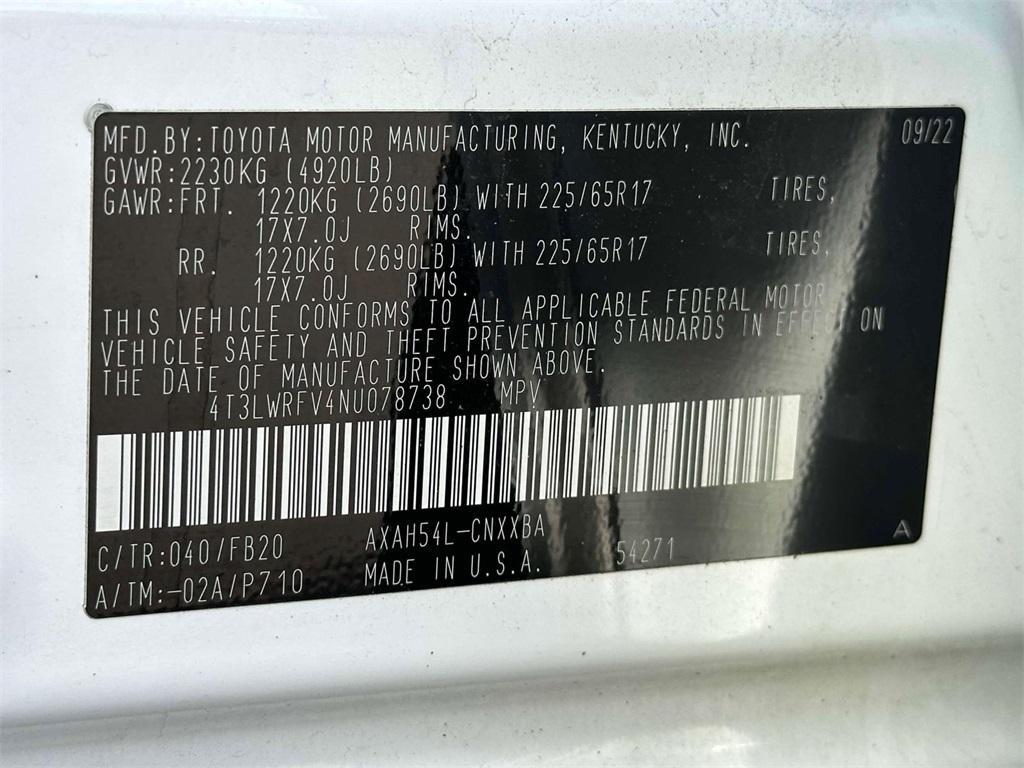 MFD.BY:TOYOTA MOTOR MANUFACTURING, KENTUCKY, INC. 09/22
GVWR:2230KG (4920LB)
GAWR:FRT. 1220KG (2690LB) WITH 225/65R17 TIRES,
17X7.0J RIMS.
RR. 1220KG (2690LB) WITH 225/65R17 TIRES,
17X7.0J RIMS.
THIS VEHICLE CONFORMS TO ALL APPLICABLE FEDERAL MOTOR
VEHICLE SAFETY AND THEFT PREVENTION STANDARDS IN EFFECT ON
THE DATE OF MANUFACTURE SHOWN ABOVE.
4T3LWRFV4NU078738 MPV
C/TR:040/FB20 AXAH54L-CNXXBA A
A/TM:-02A/P710 MADE IN U.S.A. 54271